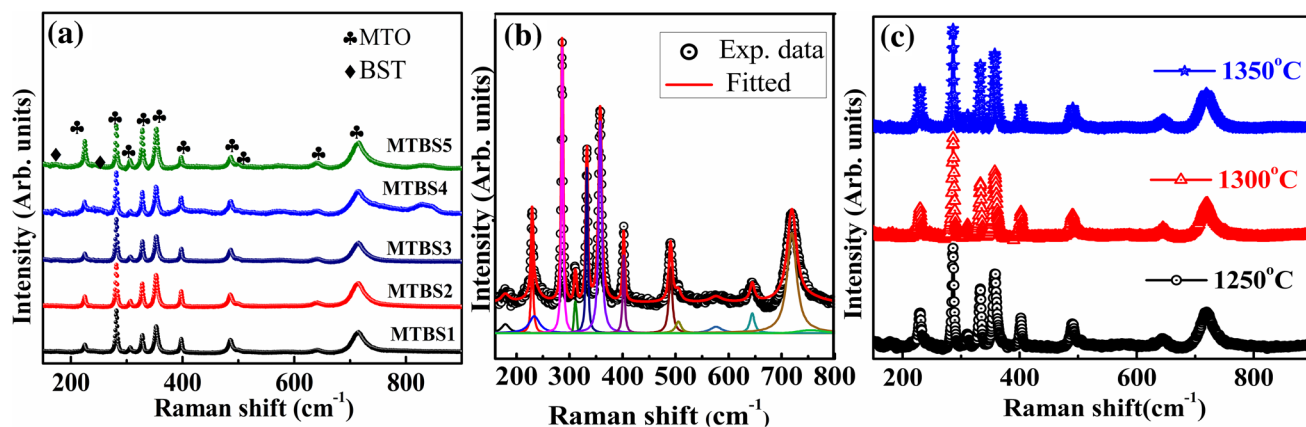 (a)
♣MTO
♦BST
MTBS5
MTBS4
MTBS3
MTBS2
MTBS1
Intensity (Arb. units)
200 400 600 800
Raman shift (cm⁻¹)
(b)
Exp. data
Fitted
Intensity (Arb. units)
200 300 400 500 600 700 800
Raman shift (cm⁻¹)
(c)
1350°C
1300°C
1250°C
Intensity (Arb. units)
200 400 600 800
Raman shift(cm⁻¹)